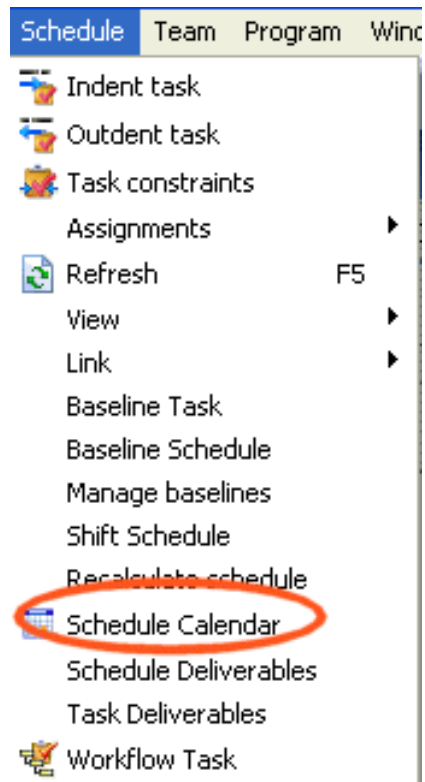 Schedule Team Program Wind
Indent task
Outdent task
Task constraints
Assignments
Refresh F5
View
Link
Baseline Task
Baseline Schedule
Manage baselines
Shift Schedule
Recalculate schedule
Schedule Calendar
Schedule Deliverables
Task Deliverables
Workflow Task